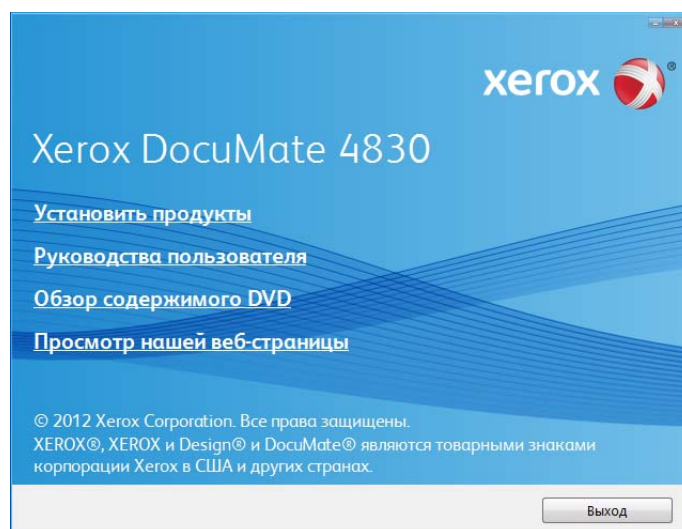 xerox ®
Xerox DocuMate 4830
Установить продукты
Руководства пользователя
Обзор содержимого DVD
Просмотр нашей веб-страницы
© 2012 Xerox Corporation. Все права защищены.
XEROX®, XEROX и Design® и DocuMate® являются товарными знаками
корпорации Xerox в США и других странах.
Выход